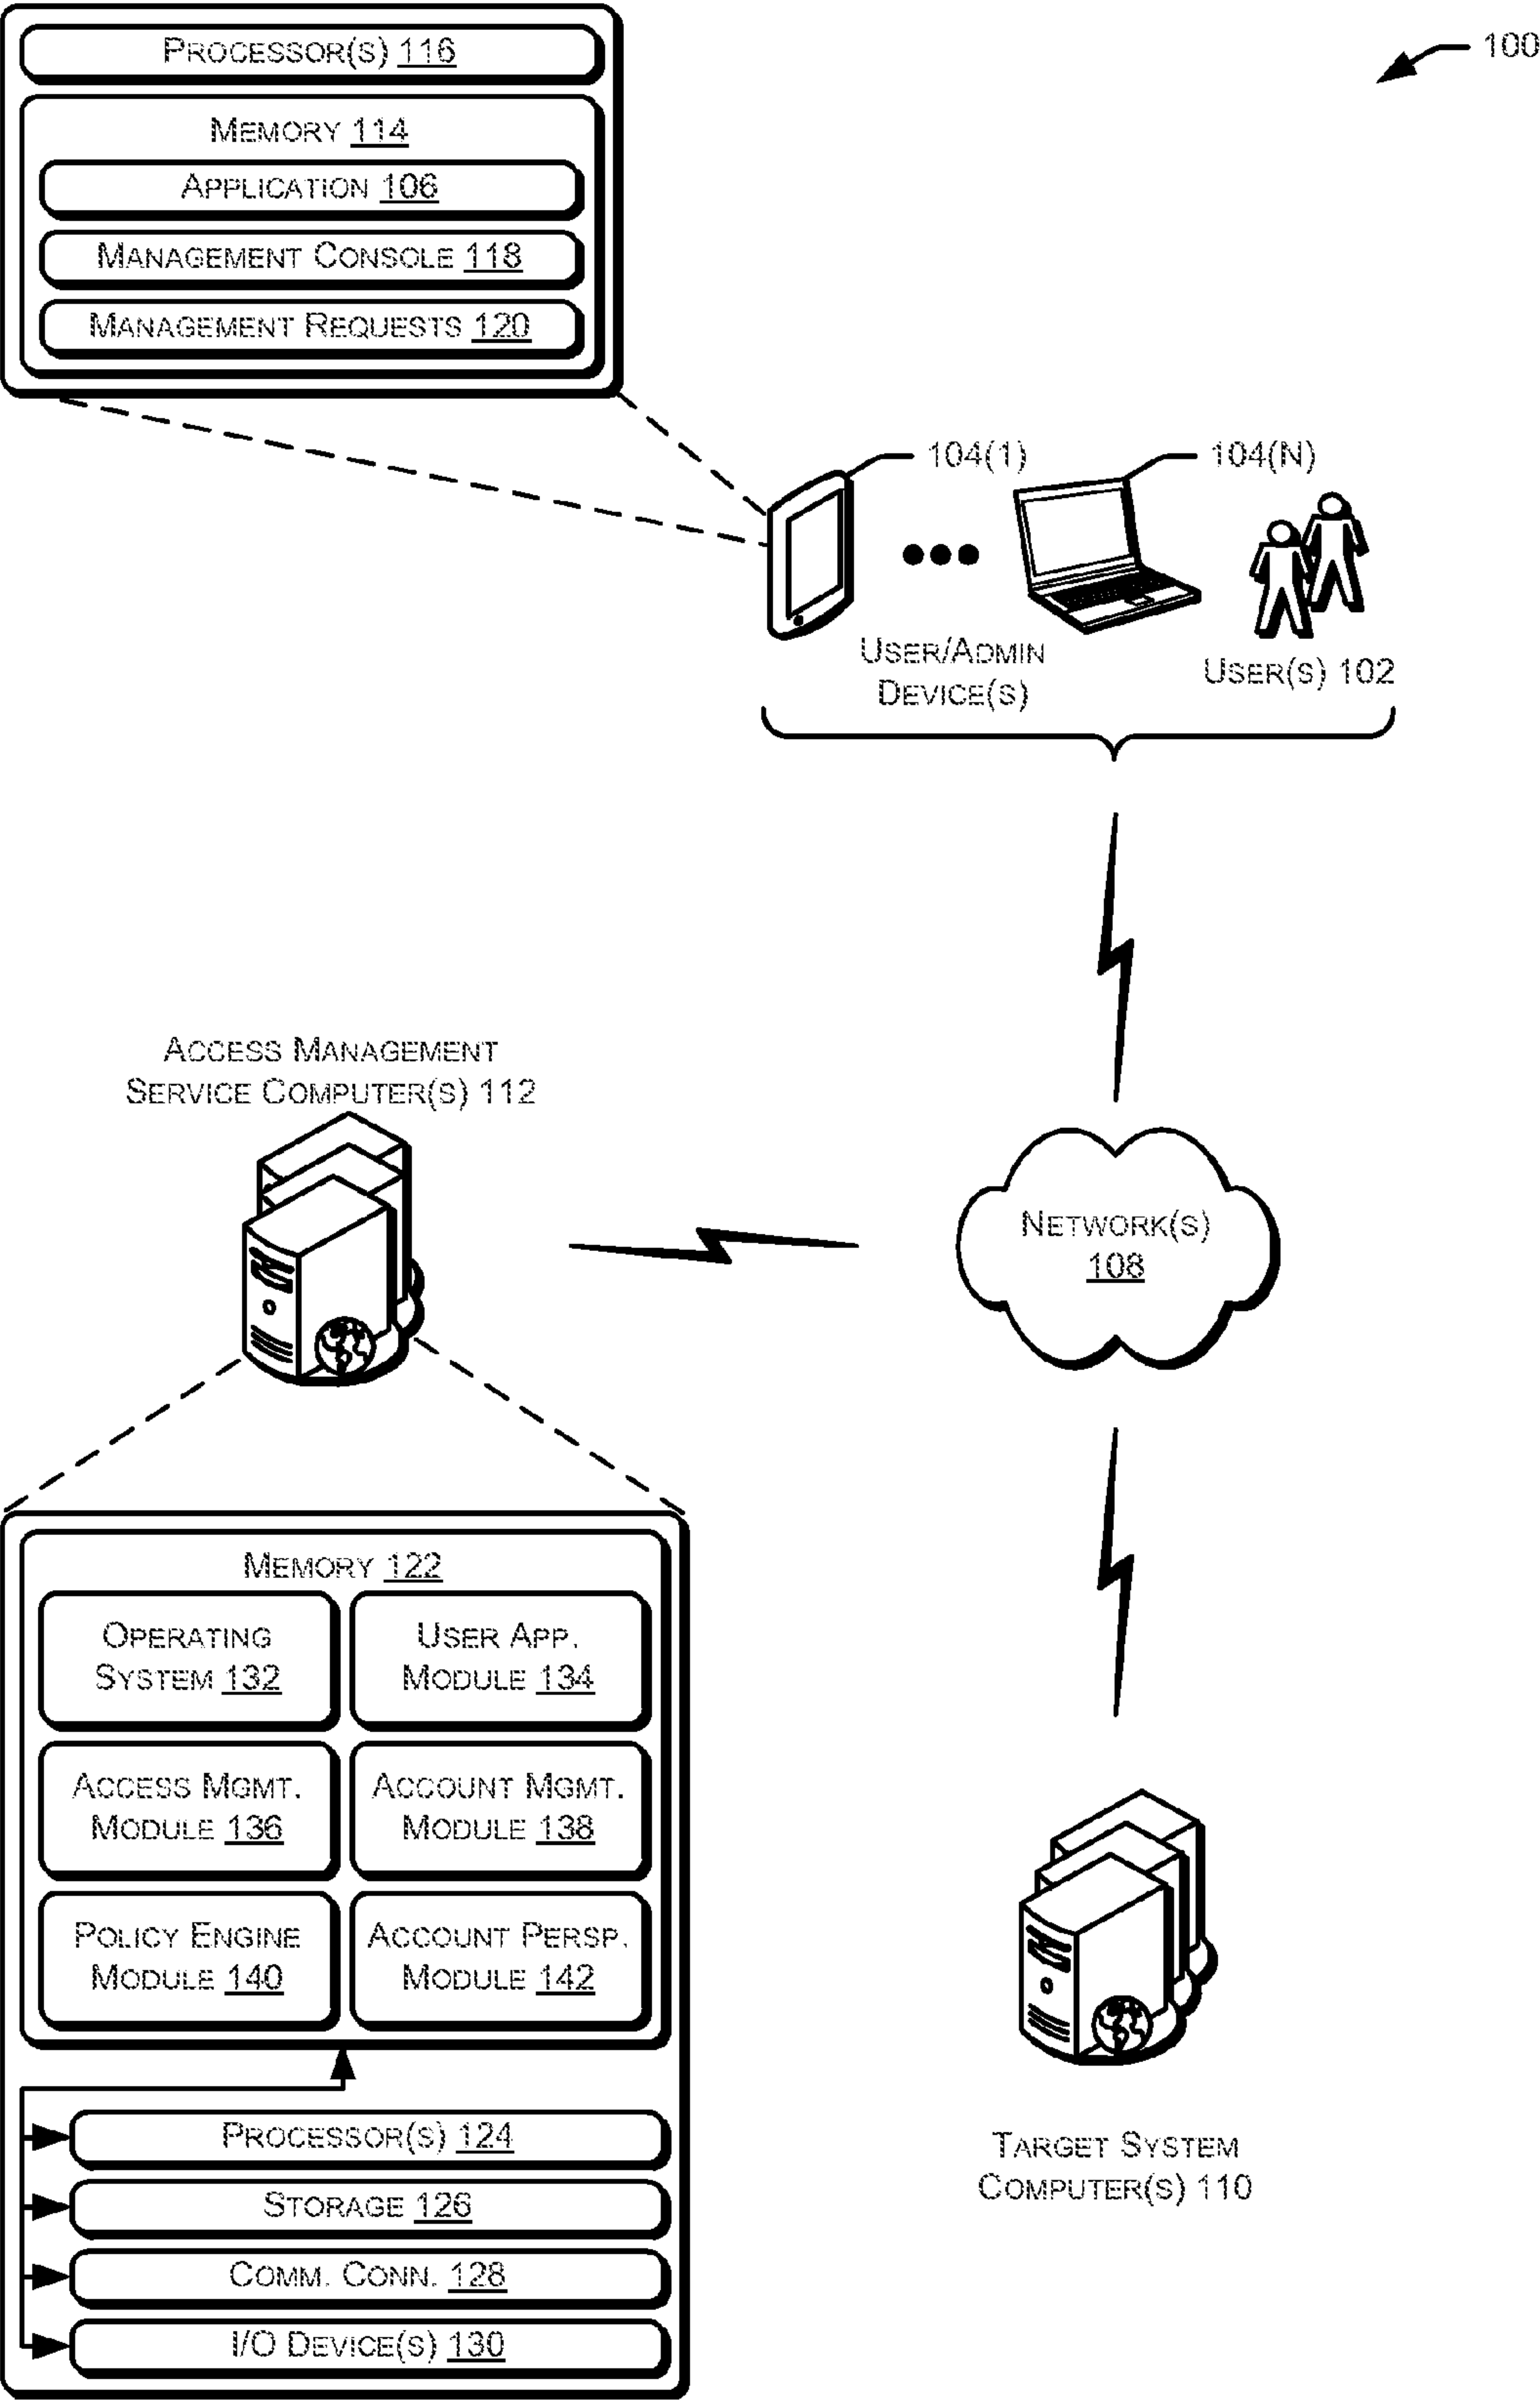 PROCESSOR(S) 116
100
MEMORY 114
APPLICATION 106
MANAGEMENT CONSOLE 118
MANAGEMENT REQUESTS 120
104(1)
104(N)
USER/ADMIN
DEVICE(S)
USER(S) 102
ACCESS MANAGEMENT
SERVICE COMPUTER(S) 112
NETWORK(S)
108
MEMORY 122
OPERATING
SYSTEM 132
USER APP.
MODULE 134
ACCESS MGMT.
MODULE 136
ACCOUNT MGMT.
MODULE 138
POLICY ENGINE
MODULE 140
ACCOUNT PERSP.
MODULE 142
PROCESSOR(S) 124
STORAGE 126
COMM. CONN. 128
I/O DEVICE(S) 130
TARGET SYSTEM
COMPUTER(S) 110